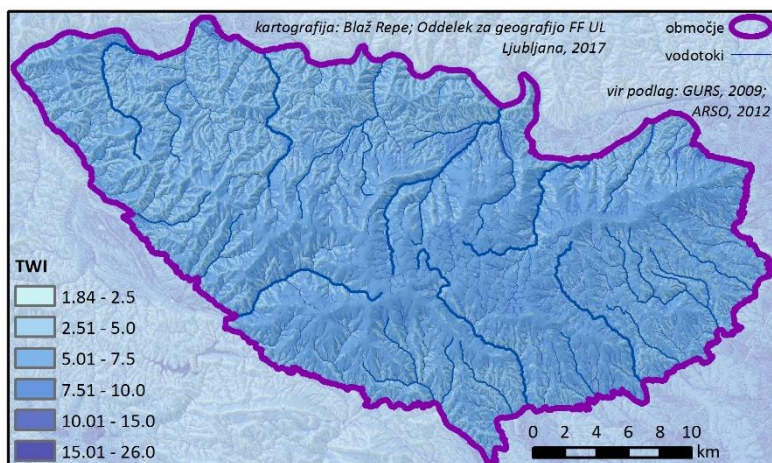 kartografija: Blaž Repe; Oddelek za geografijo FF UL
Ljubljana, 2017
območje
vodotoki
vir podlag: GURS, 2009;
ARSO, 2012
TWI
1.84 - 2.5
2.51 - 5.0
5.01 - 7.5
7.51 - 10.0
10.01 - 15.0
15.01 - 26.0
0 2 4 6 8 10
km